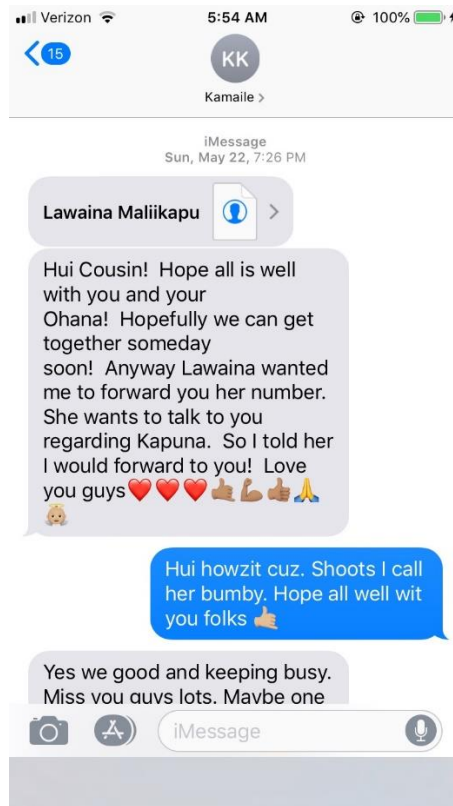 Verizon 5:54 AM 100%
15
KK
Kamaile >
iMessage
Sun, May 22, 7:26 PM
Lawaina Maliikapu
Hui Cousin! Hope all is well
with you and your
Ohana! Hopefully we can get
together someday
soon! Anyway Lawaina wanted
me to forward you her number.
She wants to talk to you
regarding Kapuna. So I told her
I would forward to you! Love
you guys❤️❤️❤️🤙🏽💪🏽👍🏽🙏
👼🏼
Hui howzit cuz. Shoots I call
her bumby. Hope all well wit
you folks 🤙🏼
Yes we good and keeping busy.
Miss you guys lots. Maybe one
iMessage